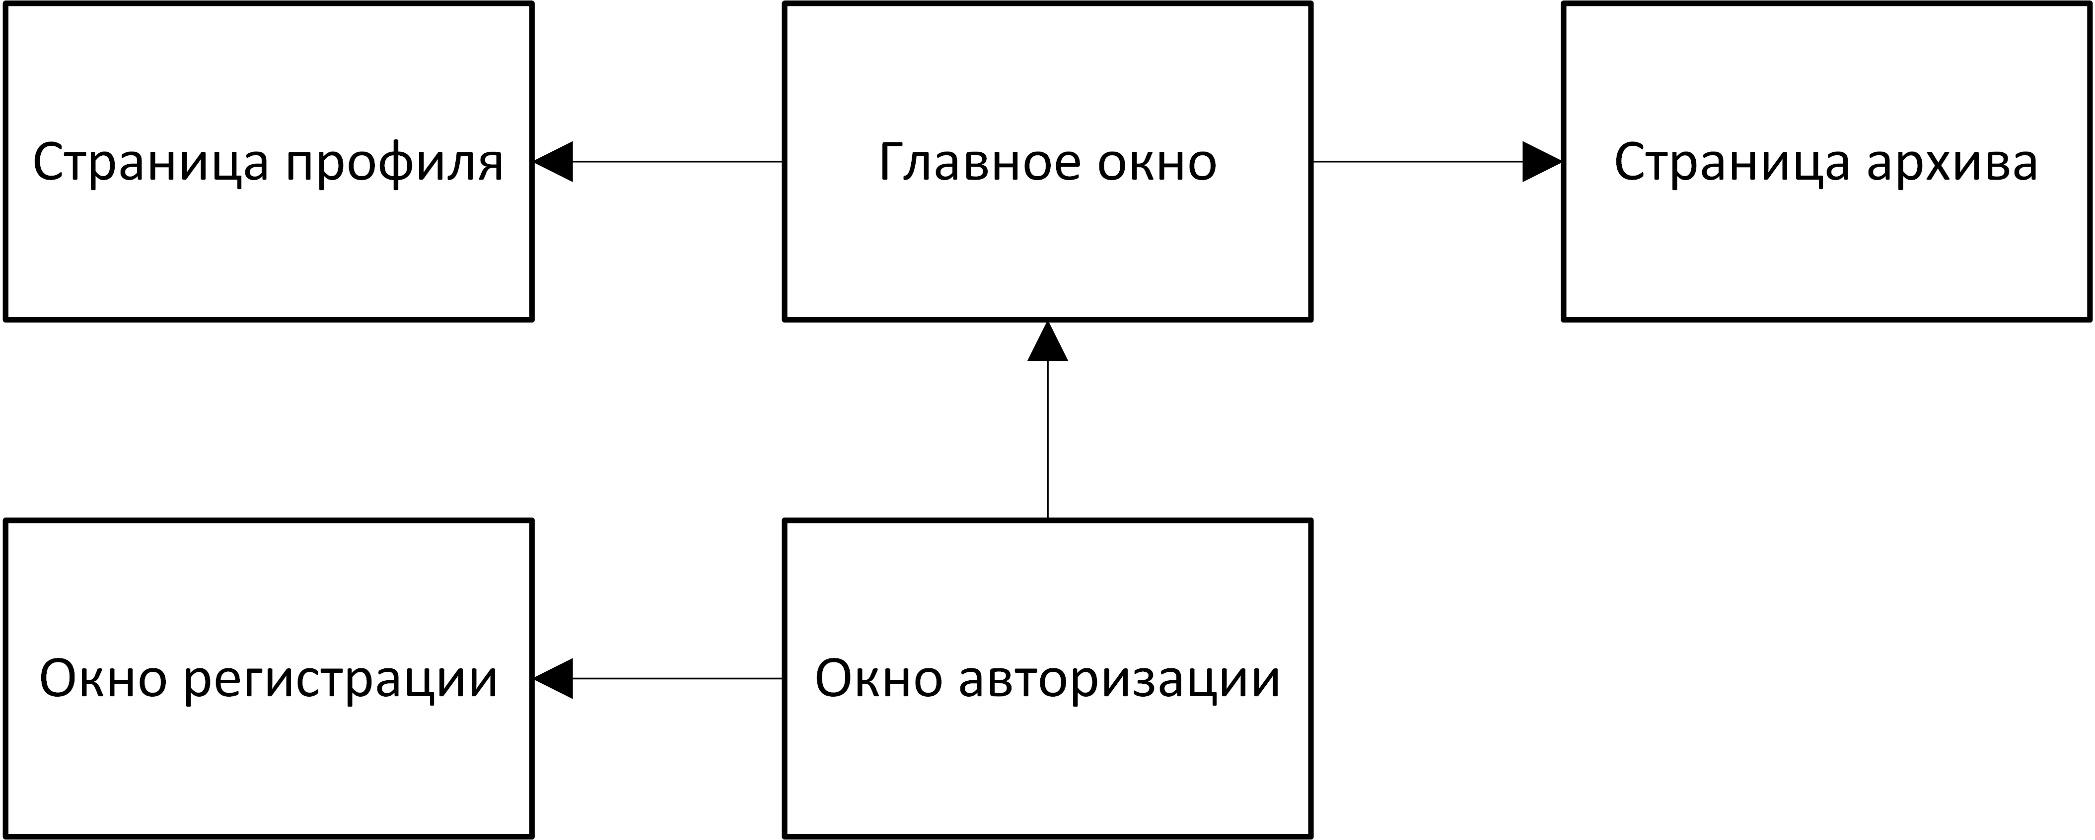 Страница профиля
Главное окно
Страница архива
Окно регистрации
Окно авторизации